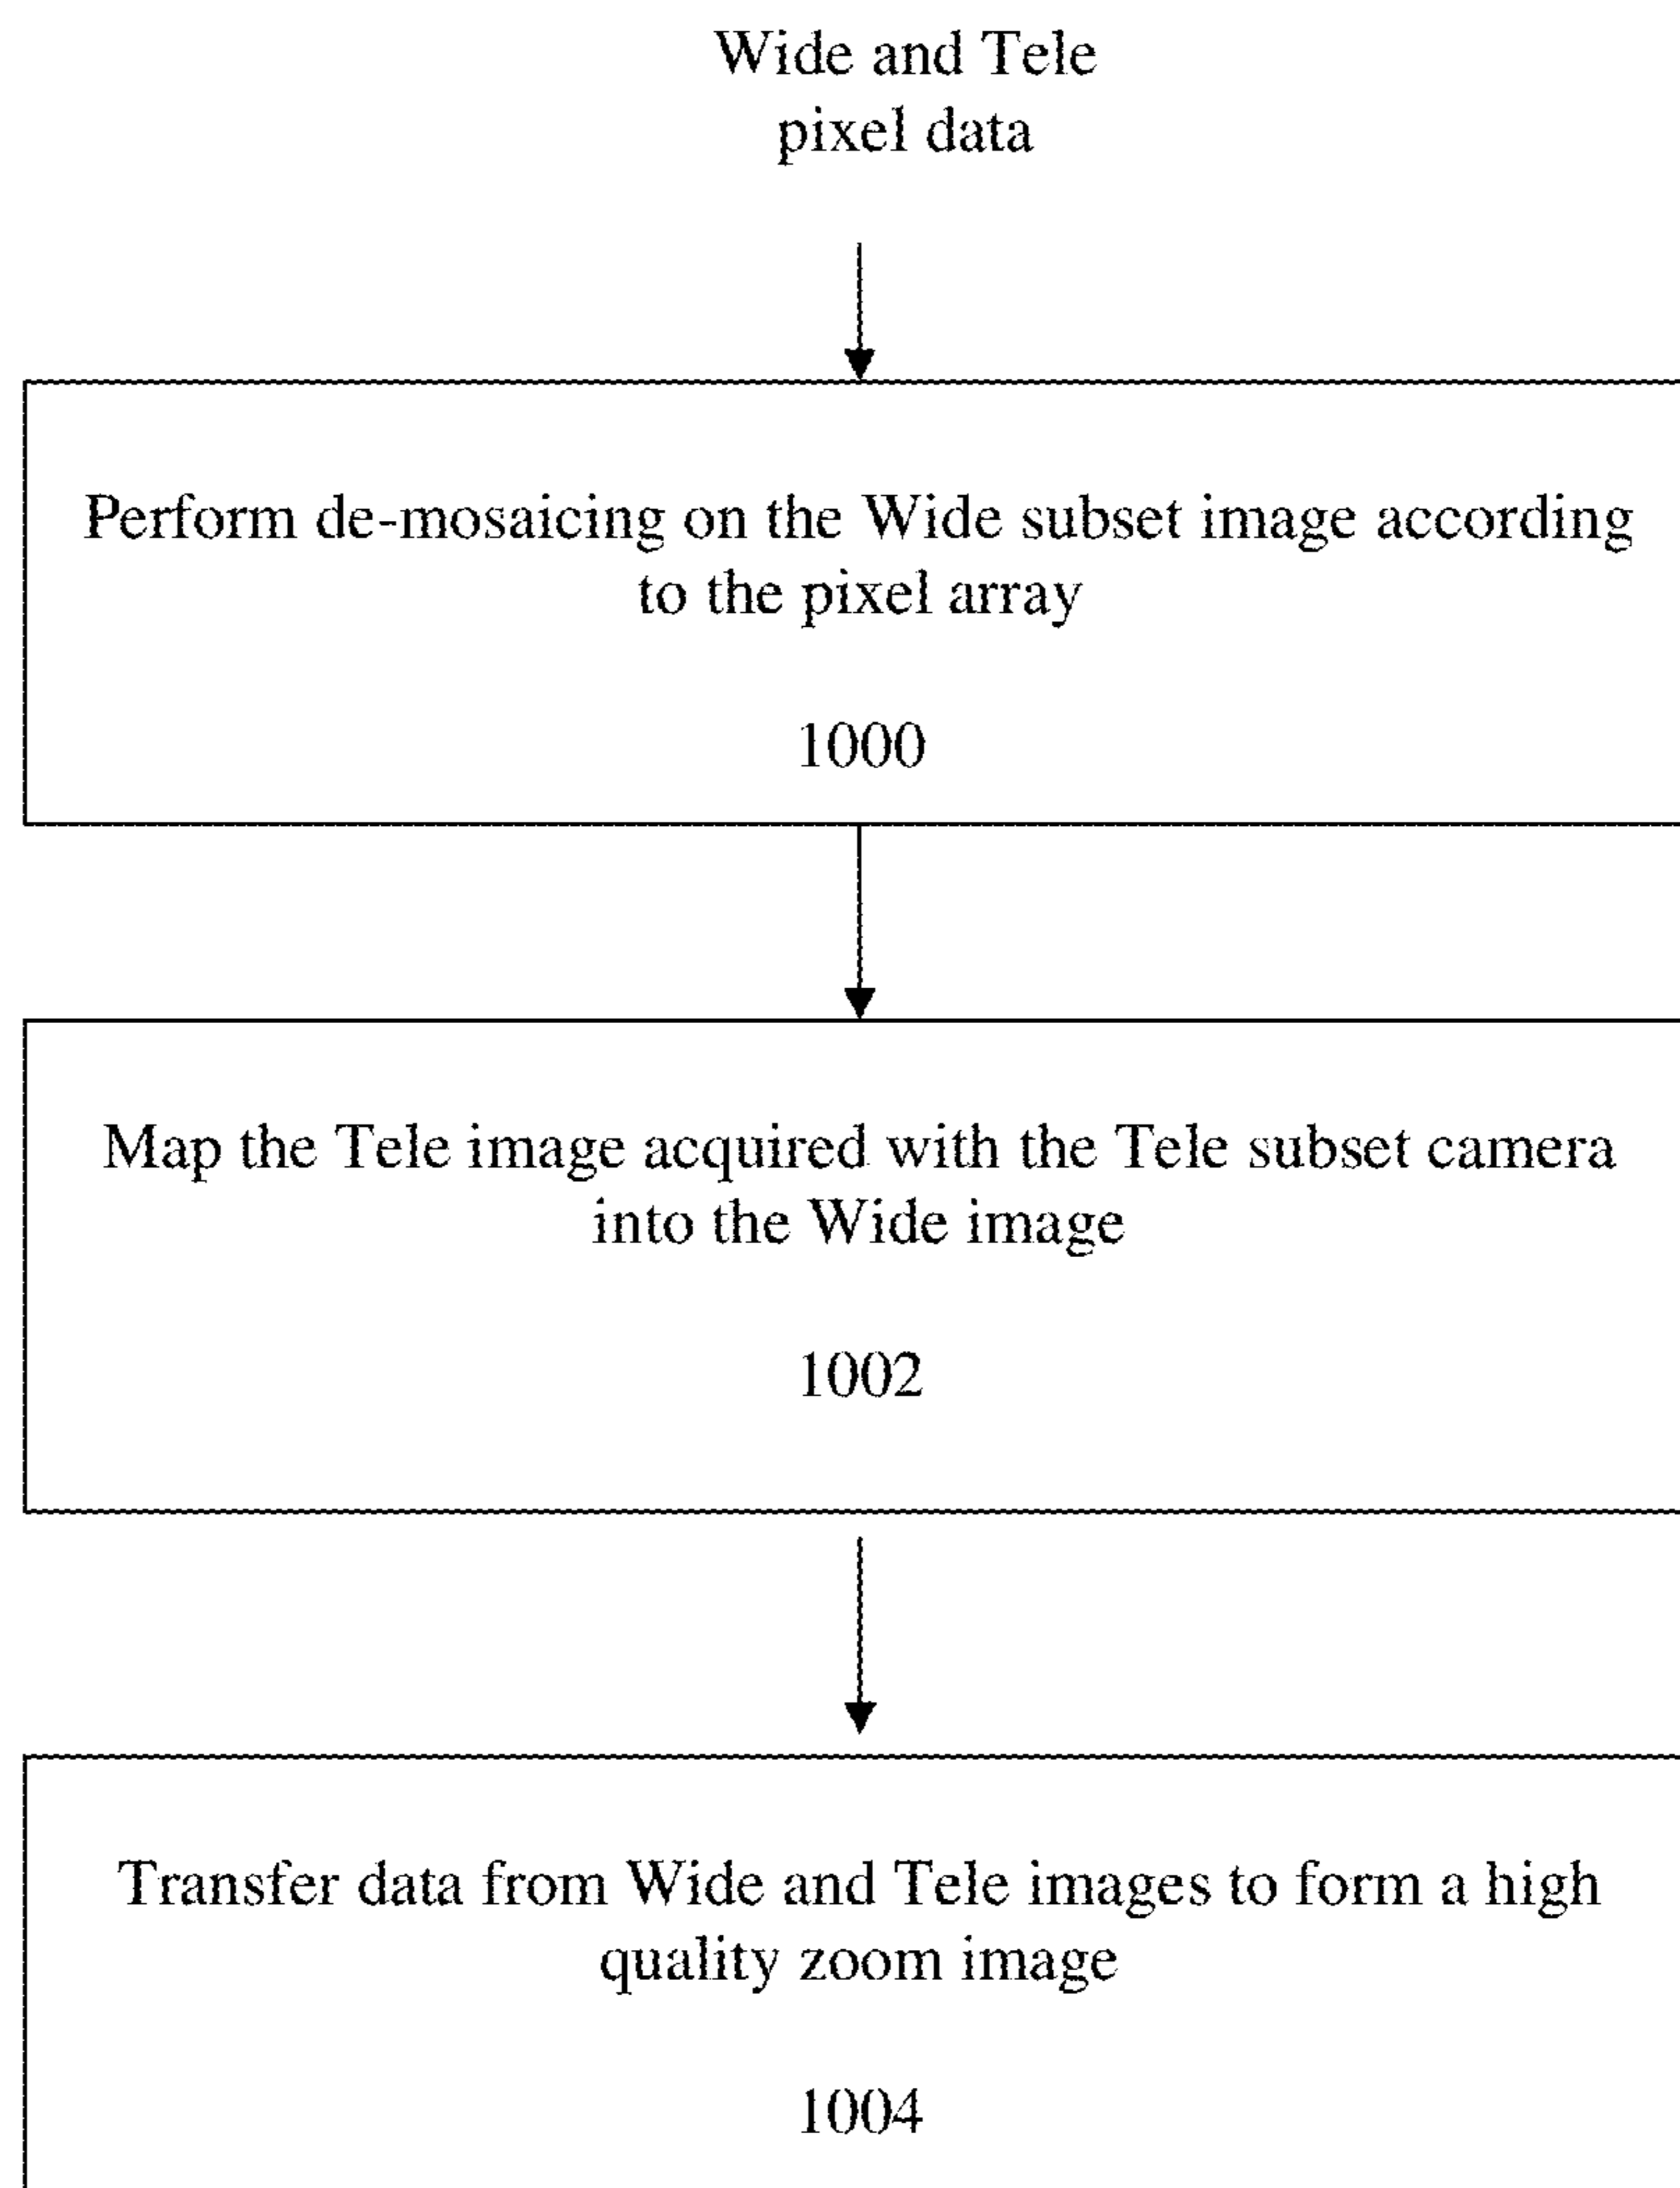 Wide and Tele
pixel data
Perform de-mosaicing on the Wide subset image according
to the pixel array
1000
Map the Tele image acquired with the Tele subset camera
into the Wide image
1002
Transfer data from Wide and Tele images to form a high
quality zoom image
1004